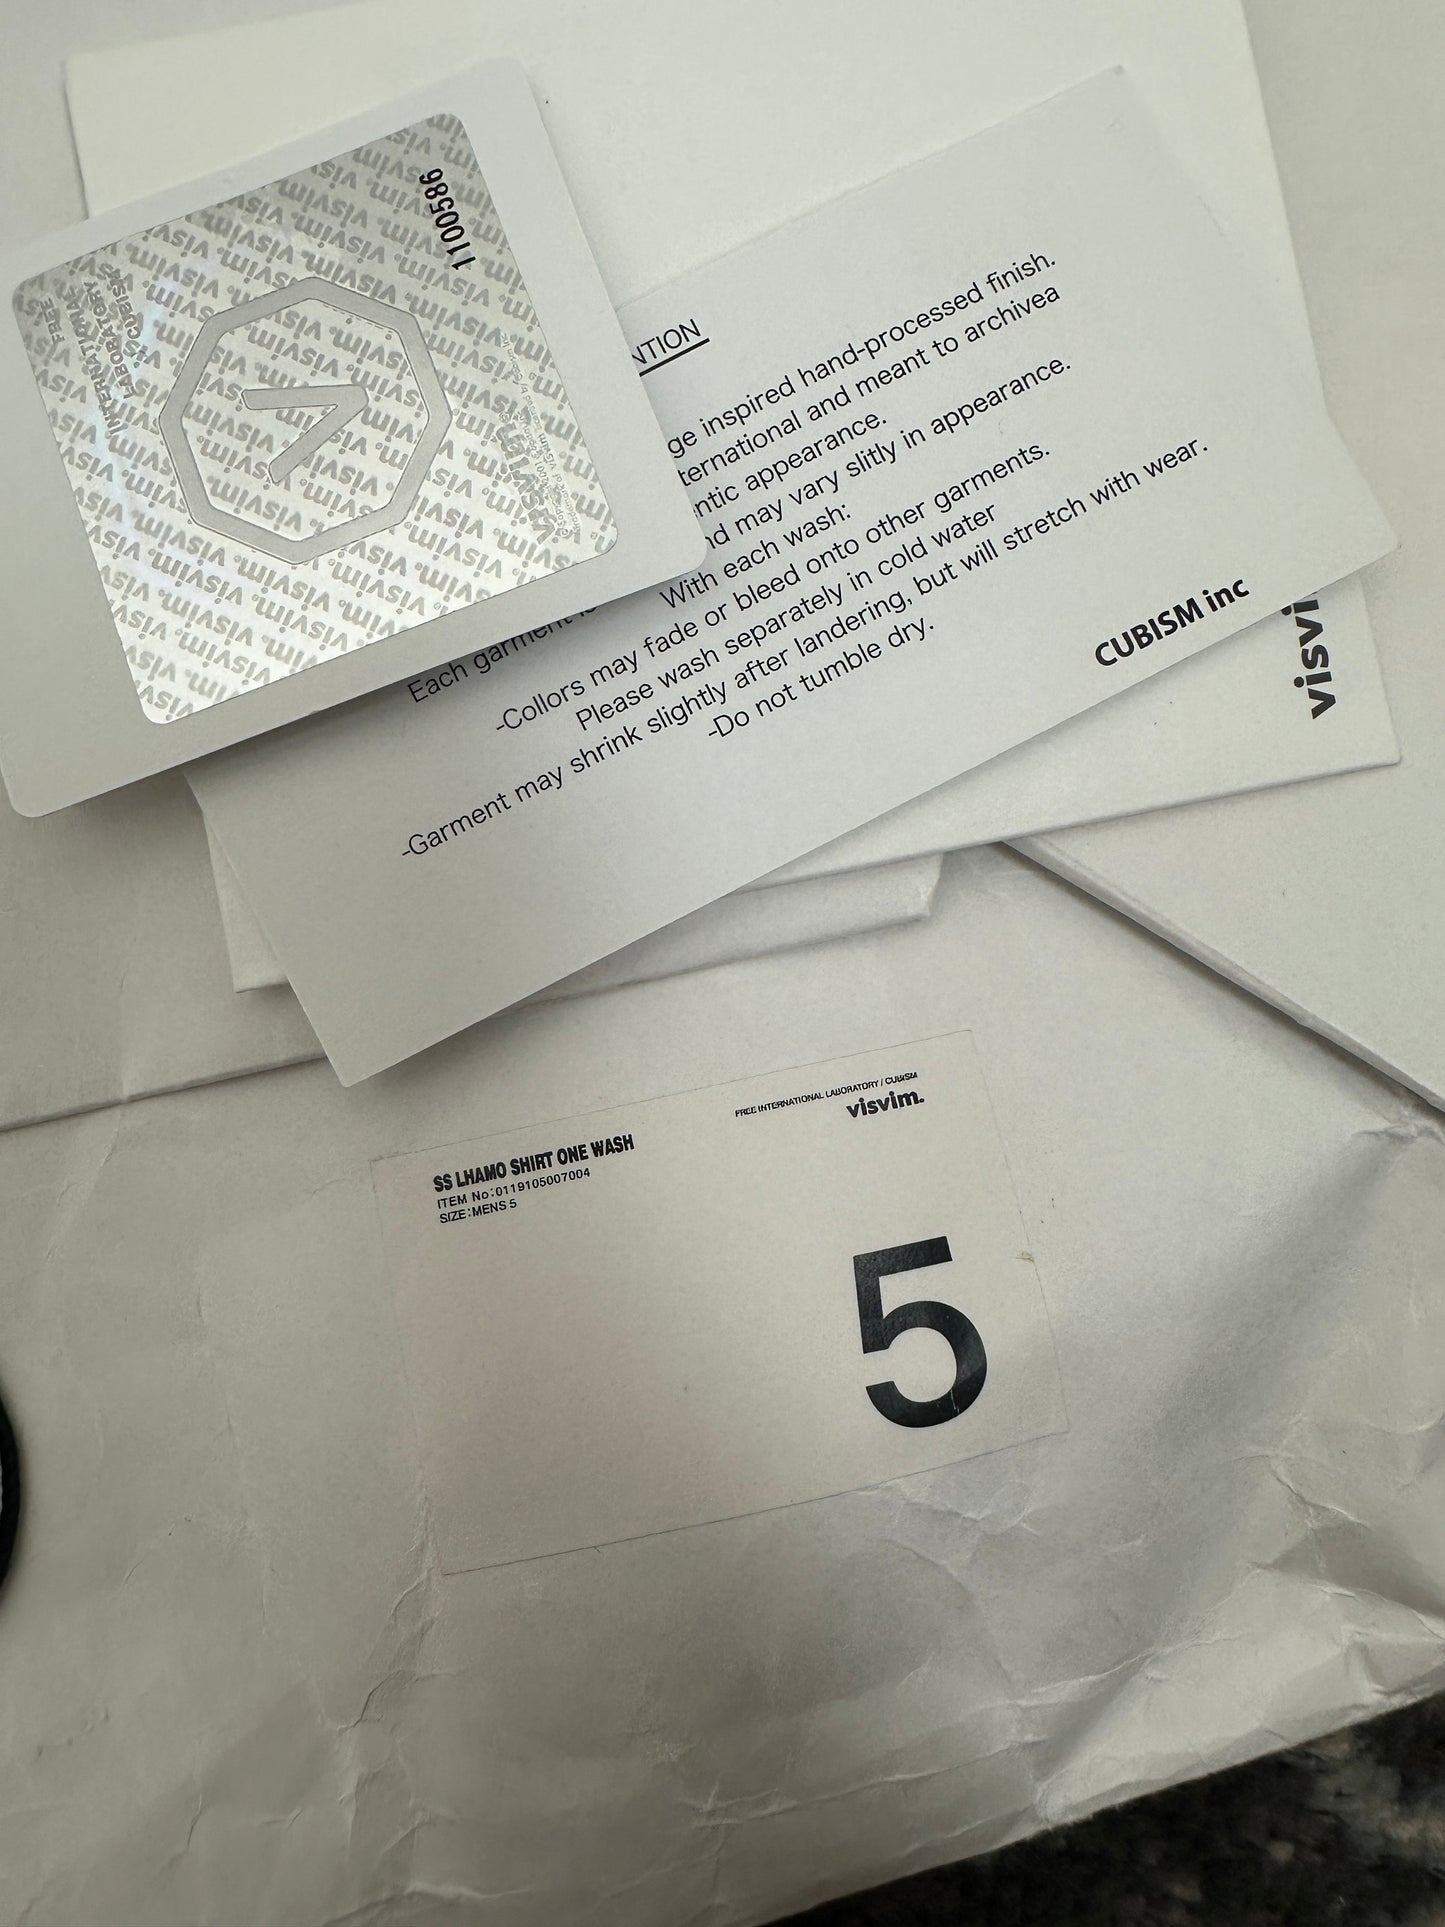 1100586
FREE
INTERNATIONAL
LABORATORY
/CUBISM
visvim.
NTION
ge inspired hand-processed finish.
ternational and meant to archivea
ntic appearance.
Each garment nd may vary slitly in appearance.
With each wash:
-Collors may fade or bleed onto other garments.
Please wash separately in cold water
-Garment may shrink slightly after landering, but will stretch with wear.
-Do not tumble dry.
CUBISM inc
visvi
FREE INTERNATIONAL LABORATORY / CUBISM
visvim.
SS LHAMO SHIRT ONE WASH
ITEM No:0119105007004
SIZE:MENS 5
5